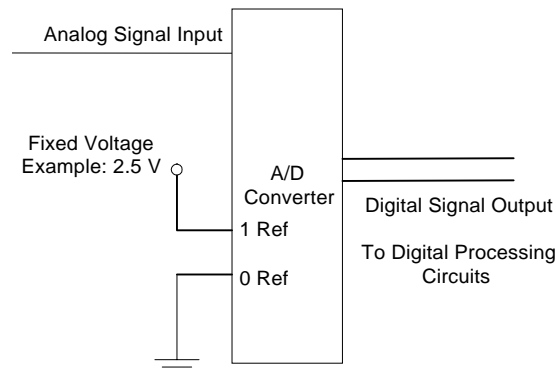 Analog Signal Input
Fixed Voltage
Example: 2.5 V
A/D
Converter
1 Ref
0 Ref
Digital Signal Output
To Digital Processing
Circuits